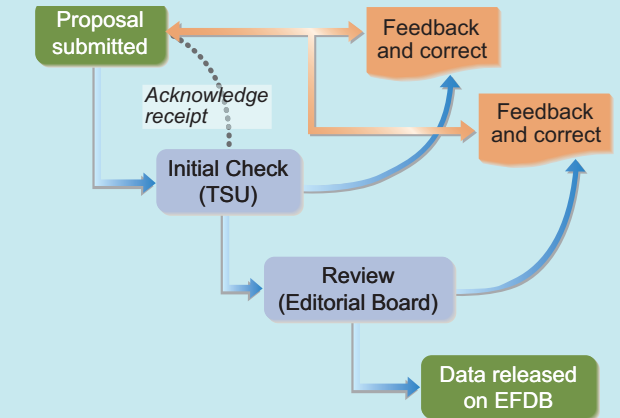 Proposal
submitted
Feedback
and correct
Acknowledge
receipt
Feedback
and correct
Initial Check
(TSU)
Review
(Editorial Board)
Data released
on EFDB